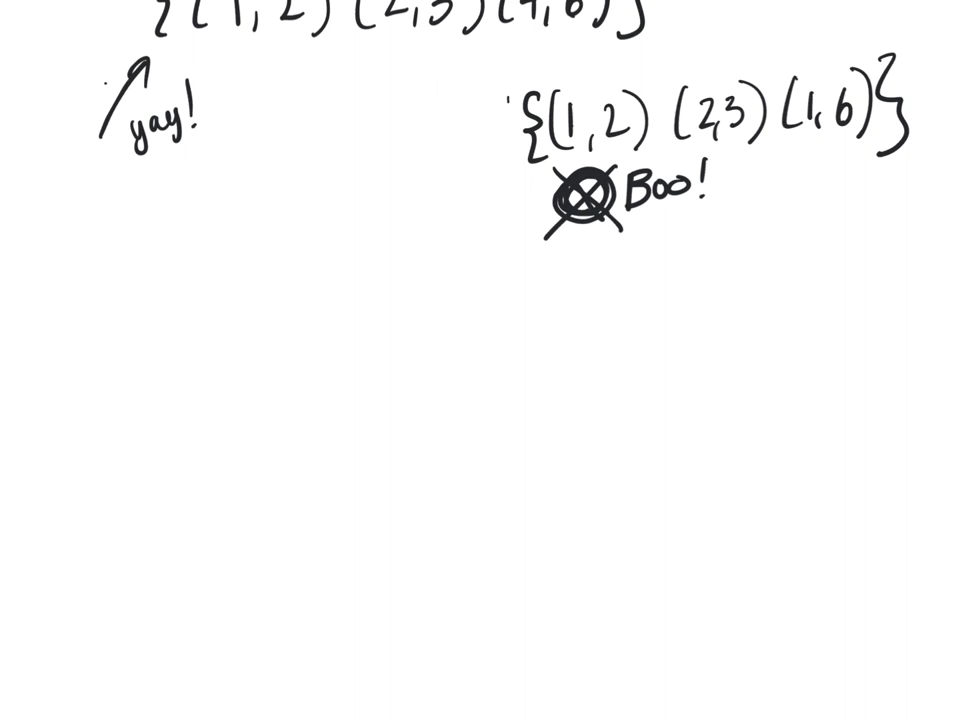 {(1, 2) (2,3) (4,6)}
yay!
{(1,2) (2,3) (1,6)}
Boo!